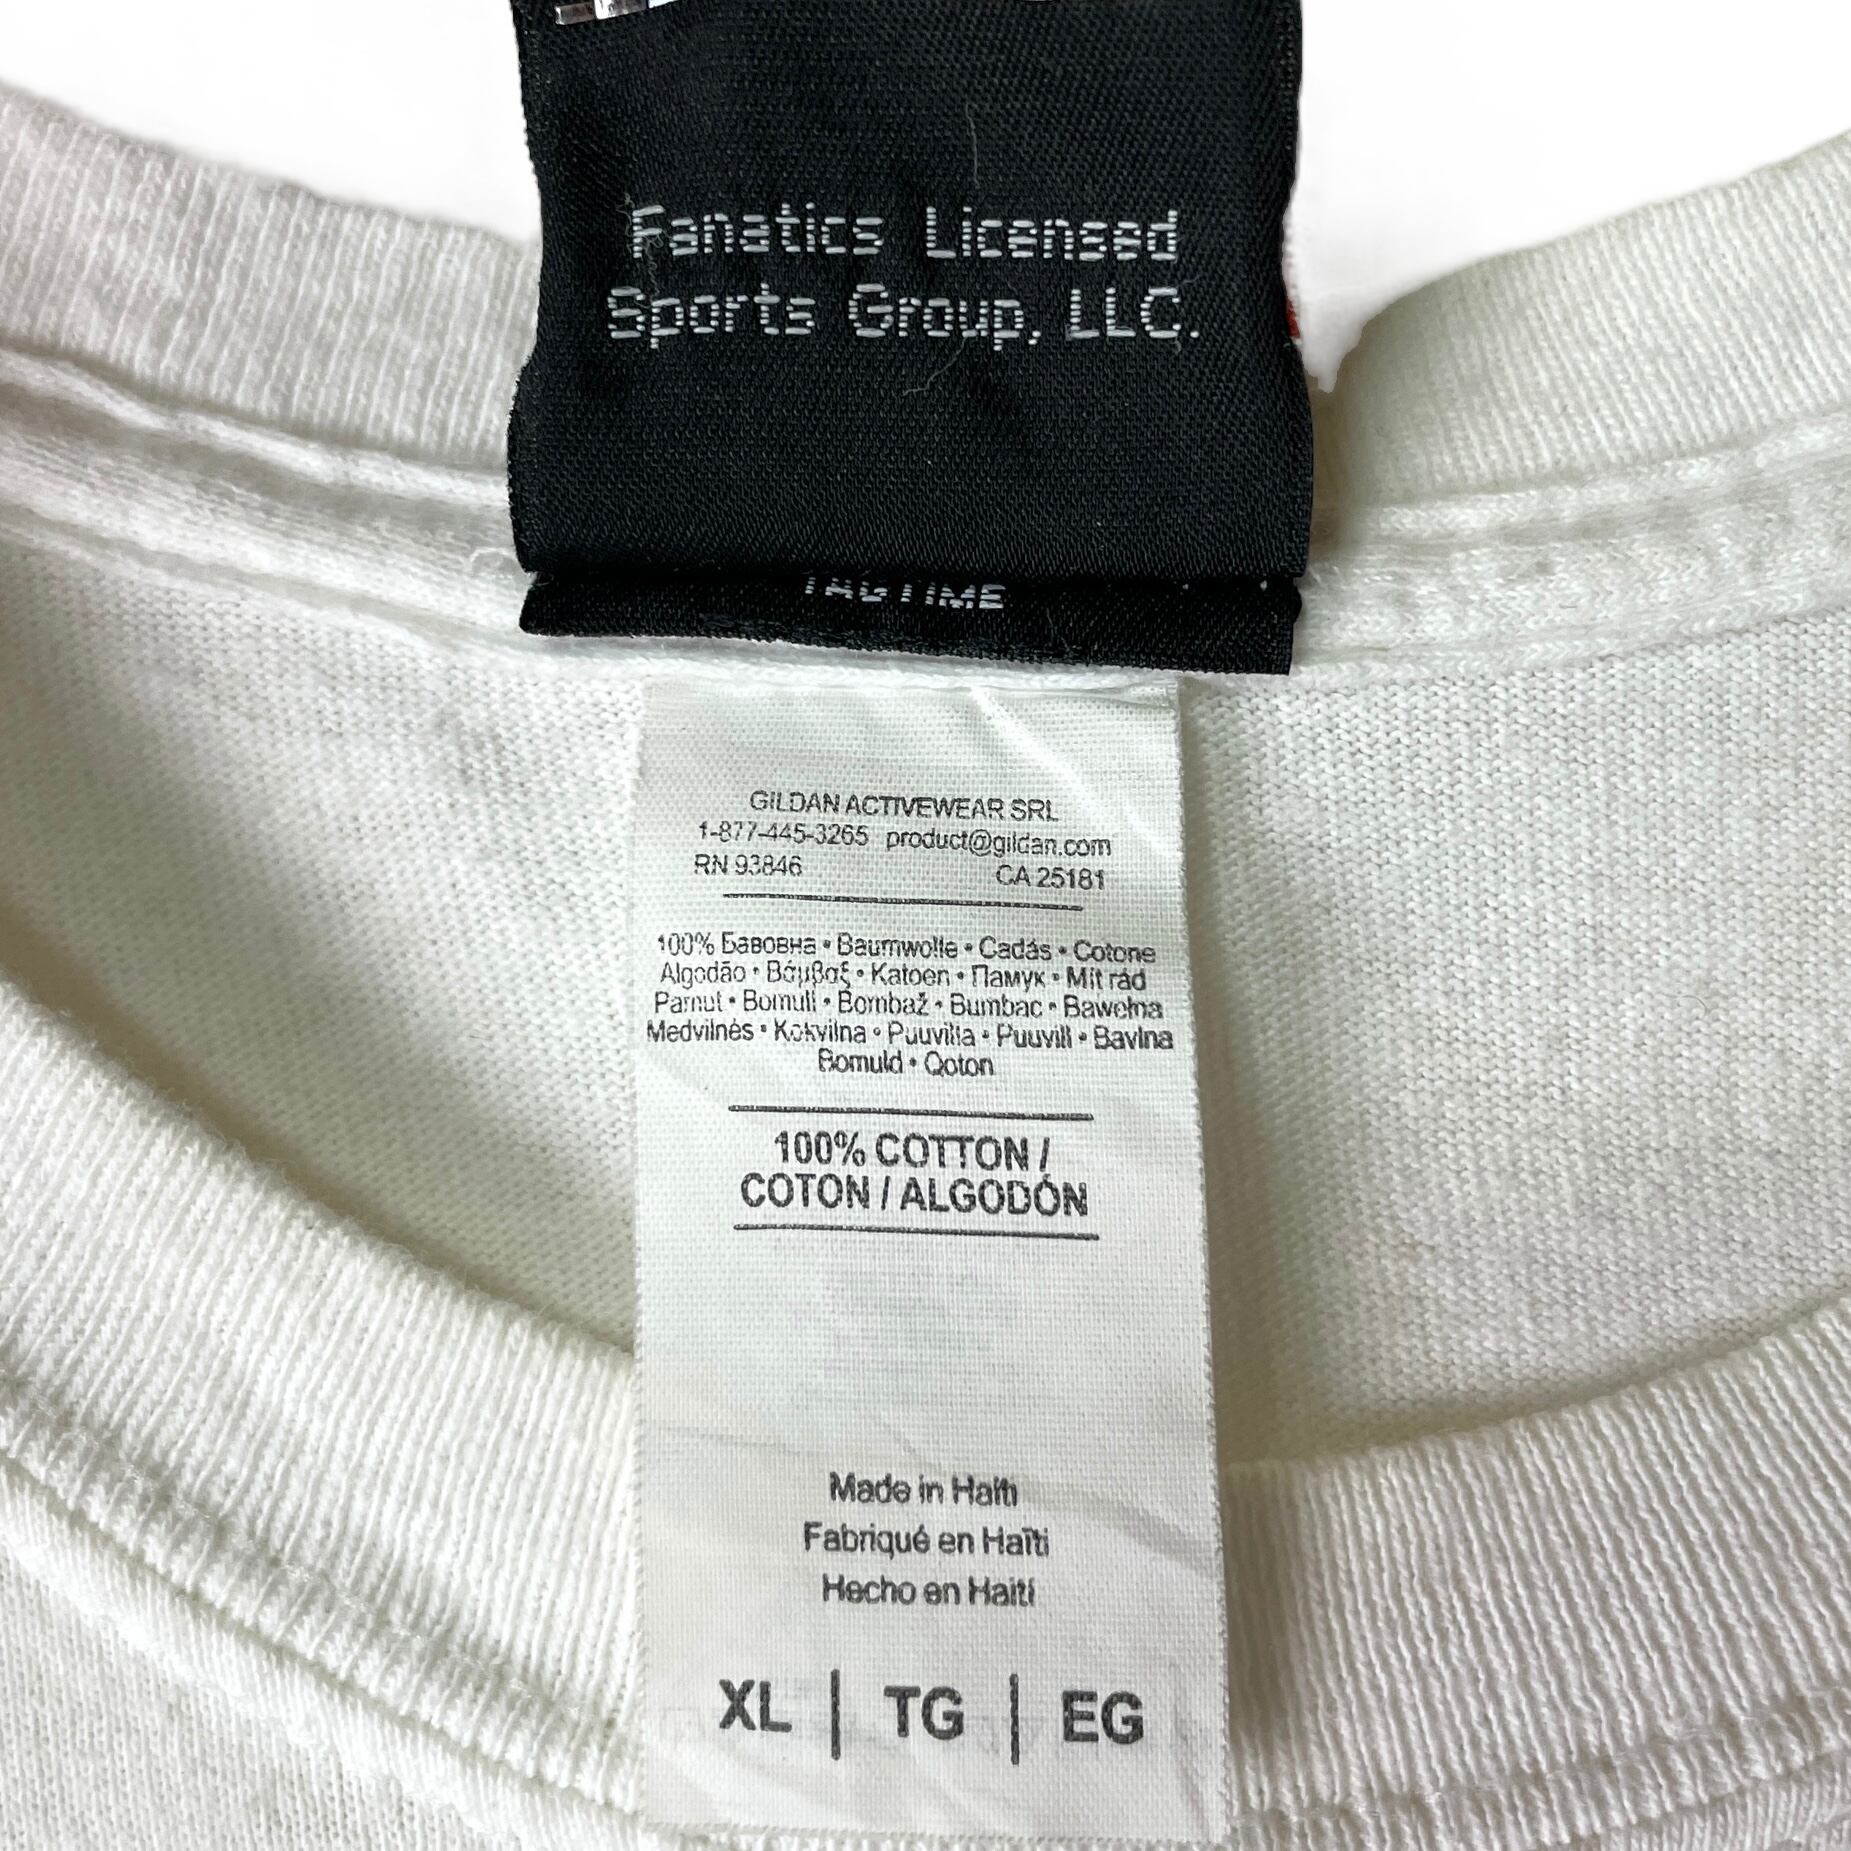 Fanatics Licensed
Sports Group, LLC.
TAGTIME
GILDAN ACTIVEWEAR SRL
1-877-445-3265 product@gildan.com
RN 93846 CA 25181
100% Бавовна • Baumwolle • Cadás • Cotone
Algodão • Βάμβαξ • Katoen • Памук • Mit rád
Pamut • Bomull • Bombaž • Bumbac • Bawełna
Medvilnės • Kokvilna • Puuvilla • Puuvill • Bavlna
Bomuld • Qoton
100% COTTON /
COTON / ALGODÓN
Made in Haiti
Fabriqué en Haïti
Hecho en Haití
XL | TG | EG